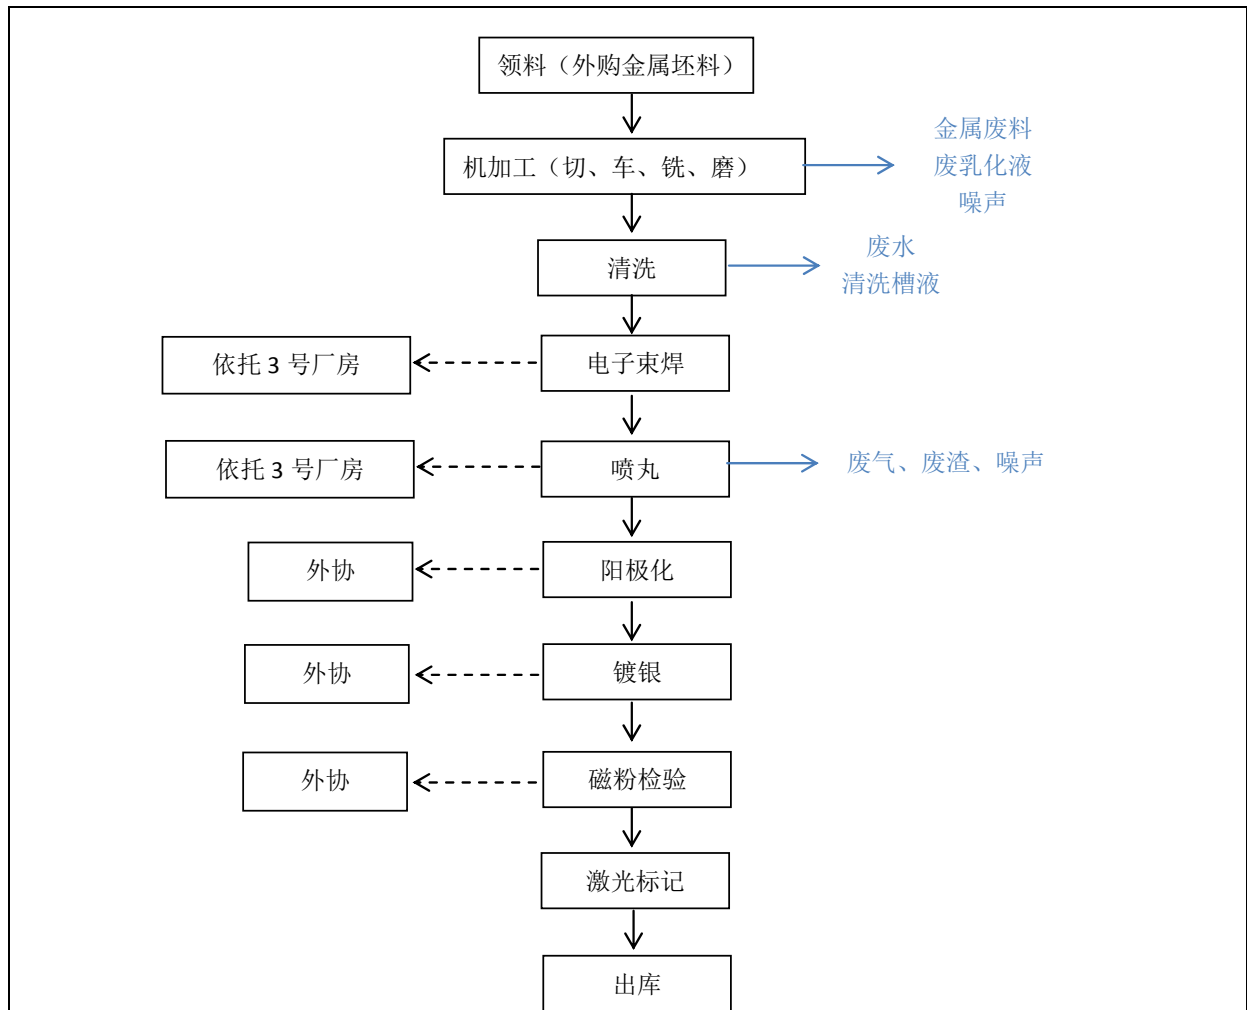 领料（外购金属坯料）
金属废料
机加工（切、车、铣、磨）
废乳化液
噪声
废水
清洗
清洗槽液
依托 3 号厂房
电子束焊
依托 3 号厂房
喷丸
废气、废渣、噪声
外协
阳极化
外协
镀银
外协
磁粉检验
激光标记
出库